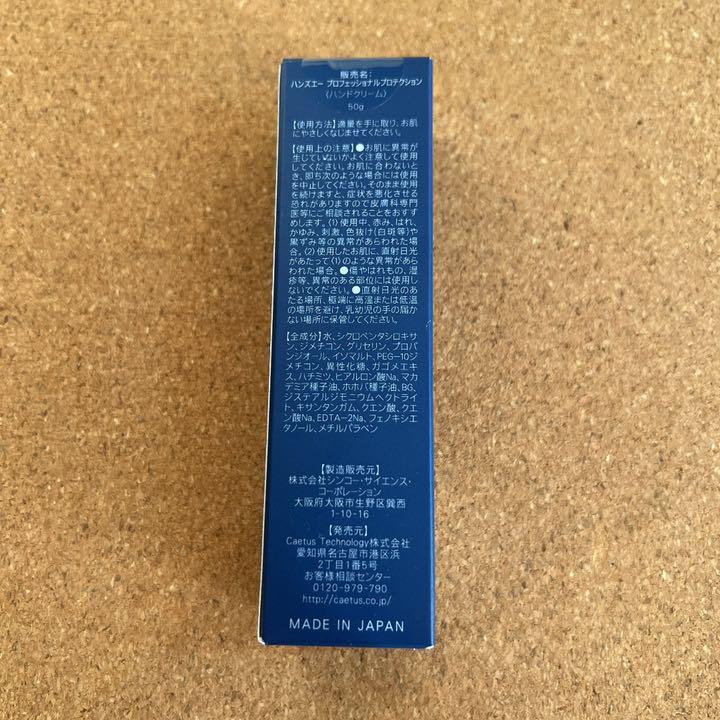 販売名:
ハンズエー プロフェッショナルプロテクション
〈ハンドクリーム〉
50g
【使用方法】適量を手に取り、お肌
にやさしくなじませてください。
【使用上の注意】●お肌に異常が
生じていないかよく注意して使用
してください。お肌に合わないと
き、即ち次のような場合には使用
を中止してください。そのまま使用
を続けますと、症状を悪化させる
恐れがありますので皮膚科専門
医等にご相談されることをおすす
めします。(1)使用中、赤み、はれ、
かゆみ、刺激、色抜け(白斑等)や
黒ずみ等の異常があらわれた場
合。(2)使用したお肌に、直射日光
があたって(1)のような異常があら
われた場合。●傷やはれもの、湿
疹等、異常のある部位には使用し
ないでください。●直射日光のあ
たる場所、極端に高温または低温
の場所を避け、乳幼児の手の届か
ない場所に保管してください。
【全成分】水、シクロペンタシロキサ
ン、ジメチコン、グリセリン、プロパ
ンジオール、イソマルト、PEG-10ジ
メチコン、異性化糖、ガゴメエキ
ス、ハチミツ、ヒアルロン酸Na、マカ
デミア種子油、ホホバ種子油、BG、
ジステアルジモニウムヘクトライ
ト、キサンタンガム、クエン酸、クエ
ン酸Na、EDTA-2Na、フェノキシエ
タノール、メチルパラベン
【製造販売元】
株式会社シンコー・サイエンス・
コーポレーション
大阪府大阪市生野区巽西
1-10-16
【発売元】
Caetus Technology株式会社
愛知県名古屋市港区浜
2丁目1番5号
お客様相談センター
0120-979-790
http://caetus.co.jp/
MADE IN JAPAN